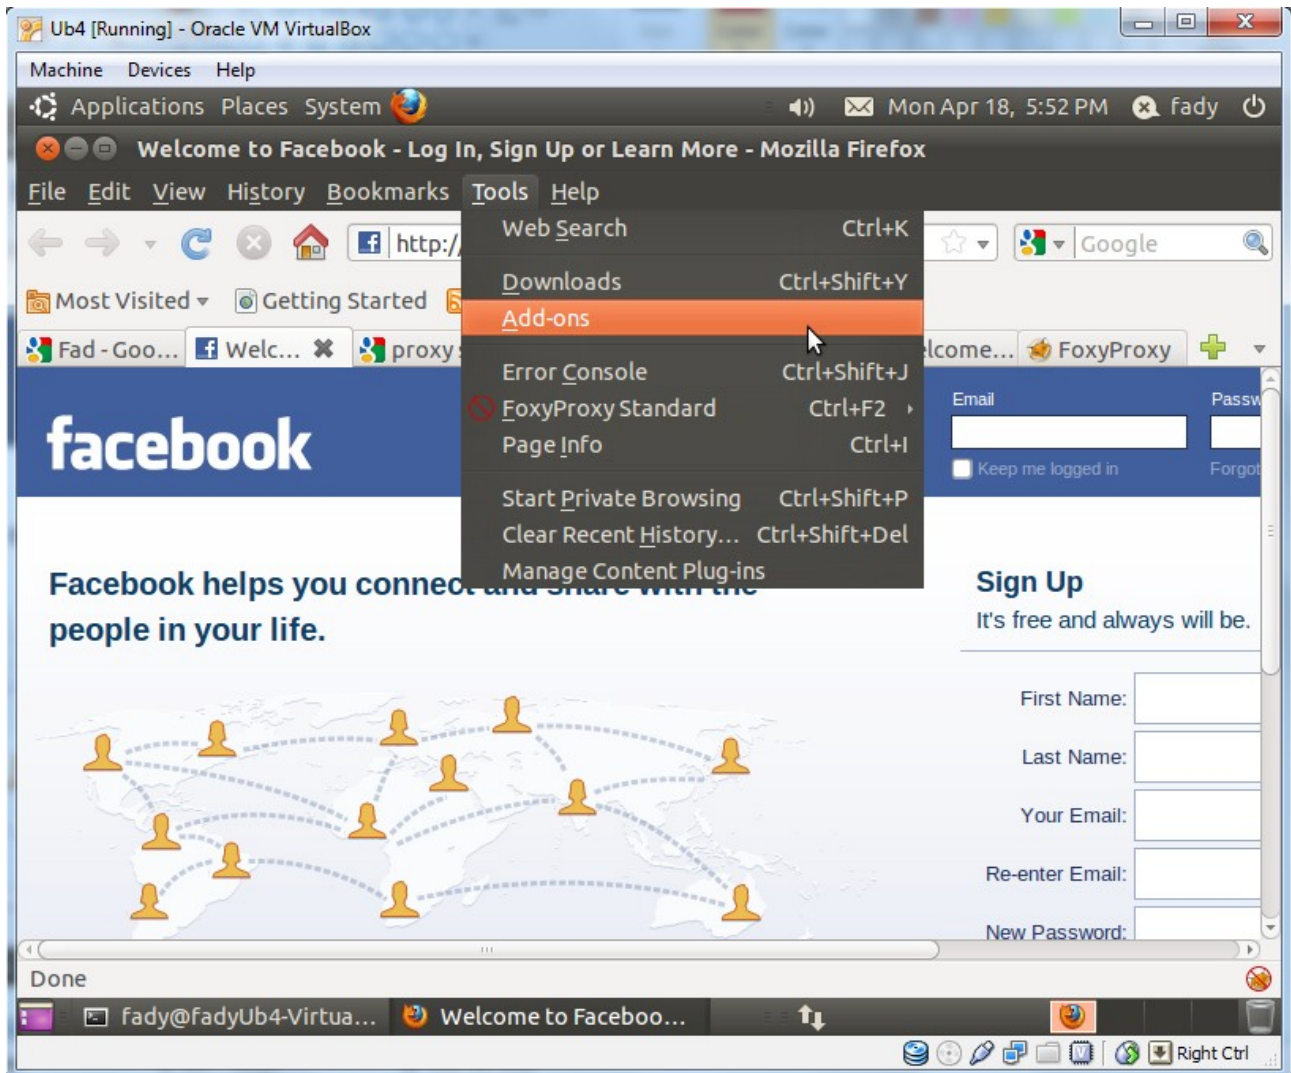 Ub4 [Running] - Oracle VM VirtualBox
Machine Devices Help
Applications Places System Mon Apr 18, 5:52 PM fady
Welcome to Facebook - Log In, Sign Up or Learn More - Mozilla Firefox
File Edit View History Bookmarks Tools Help
Web Search Ctrl+K
http:// Google
Downloads Ctrl+Shift+Y
Most Visited Getting Started
Add-ons
Fad - Goo... Welc... proxy lcome... FoxyProxy
Error Console Ctrl+Shift+J
FoxyProxy Standard Ctrl+F2
Page Info Ctrl+I
Start Private Browsing Ctrl+Shift+P
Clear Recent History... Ctrl+Shift+Del
Manage Content Plug-ins
facebook
Email Passw
Keep me logged in Forgot
Facebook helps you connect and share with the
people in your life.
Sign Up
It's free and always will be.
First Name:
Last Name:
Your Email:
Re-enter Email:
New Password:
Done
fady@fadyUb4-Virtua... Welcome to Faceboo...
Right Ctrl